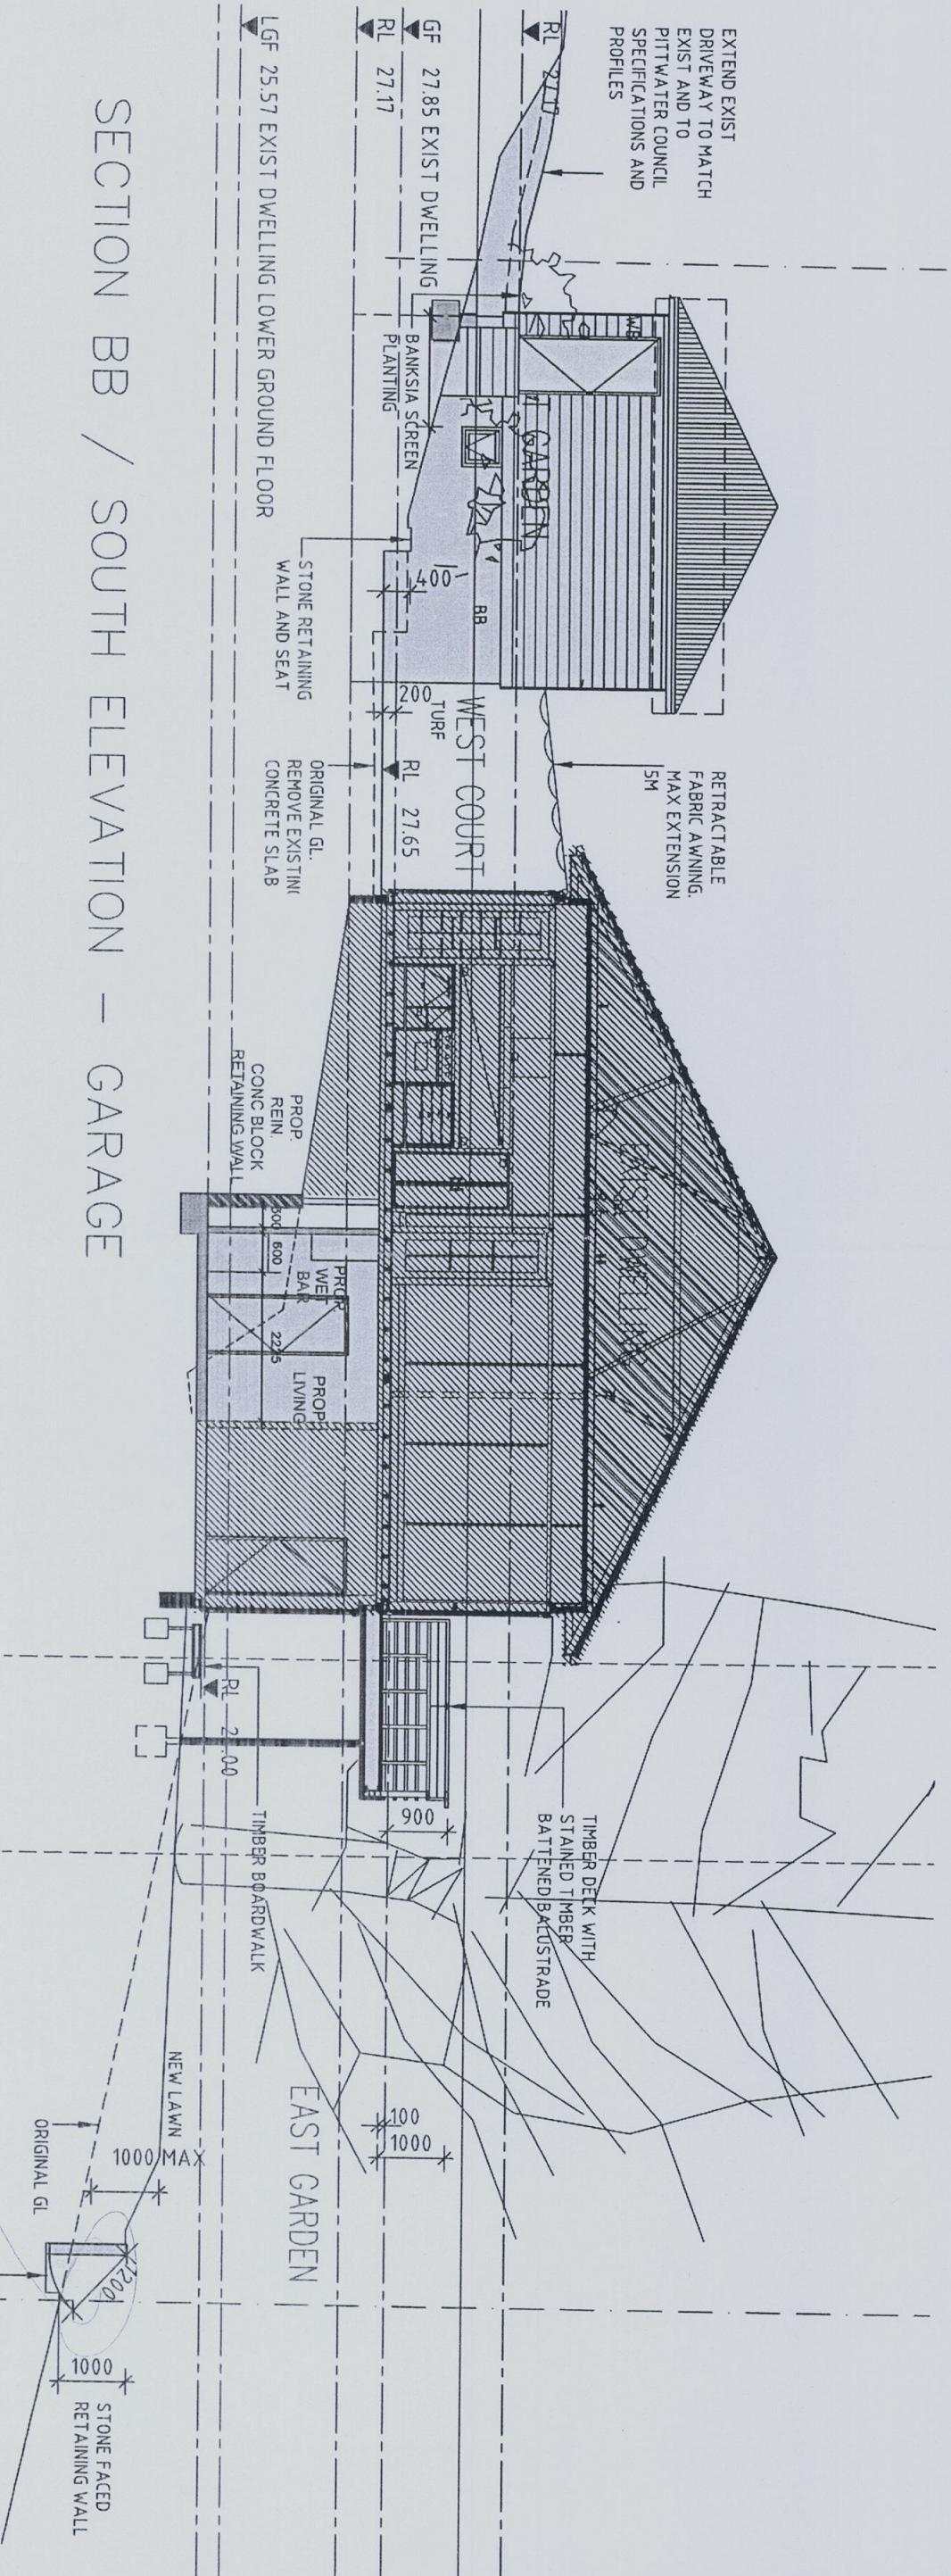 EXTEND EXIST
DRIVEWAY TO MATCH
EXIST AND TO
PITTWATER COUNCIL
SPECIFICATIONS AND
PROFILES
RL 27.17
GF 27.85 EXIST DWELLING
RL 27.17
LGF 25.57 EXIST DWELLING LOWER GROUND FLOOR
BANKSIA SCREEN
PLANTING
GARDEN
STONE RETAINING
WALL AND SEAT
400
BB
200
TURF
WEST COURT
RL 27.65
ORIGINAL GL.
REMOVE EXISTIN
CONCRETE SLAB
RETRACTABLE
FABRIC AWNING.
MAX EXTENSION
5M
EXIST DWELLING
PROP.
REIN.
CONC BLOCK
RETAINING WALL
600
PROP
WE
BAR
PROP
LIVING
RL
TIMBER BOARDWALK
900
TIMBER DECK WITH
STAINED TIMBER
BATTENED BALUSTRADE
EAST GARDEN
100
1000
NEW LAWN
1000 MAX
ORIGINAL GL
1200
1000
STONE FACED
RETAINING WALL
SECTION BB / SOUTH ELEVATION - GARAGE